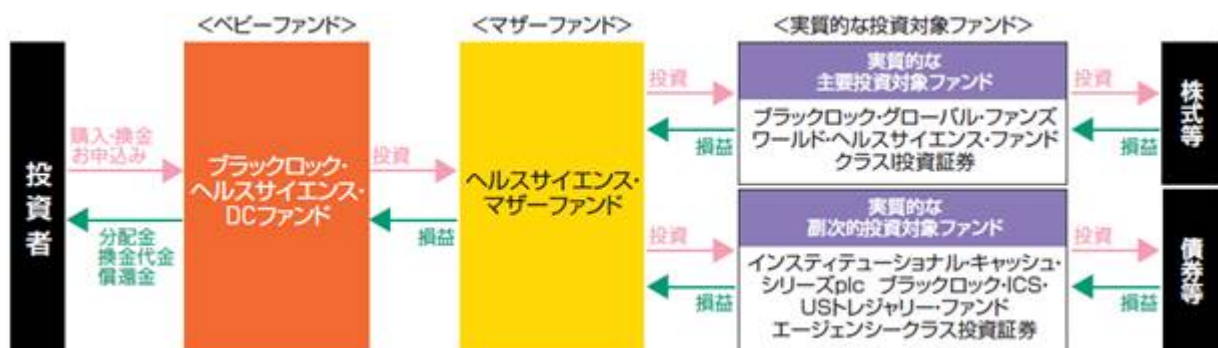 ＜ベビーファンド＞
＜マザーファンド＞
＜実質的な投資対象ファンド＞
投資者
購入・換金
お申込み
分配金
換金代金
償還金
ブラックロック・
ヘルスサイエンス・
DCファンド
投資
損益
ヘルスサイエンス・
マザーファンド
投資
損益
実質的な
主要投資対象ファンド
ブラックロック・グローバル・ファンズ
ワールド・ヘルスサイエンス・ファンド
クラスI投資証券
投資
損益
株式等
投資
損益
実質的な
副次的投資対象ファンド
インスティテューショナル・キャッシュ・
シリーズplc ブラックロック・ICS・
USトレジャリー・ファンド
エージェンシークラス投資証券
投資
損益
債券等